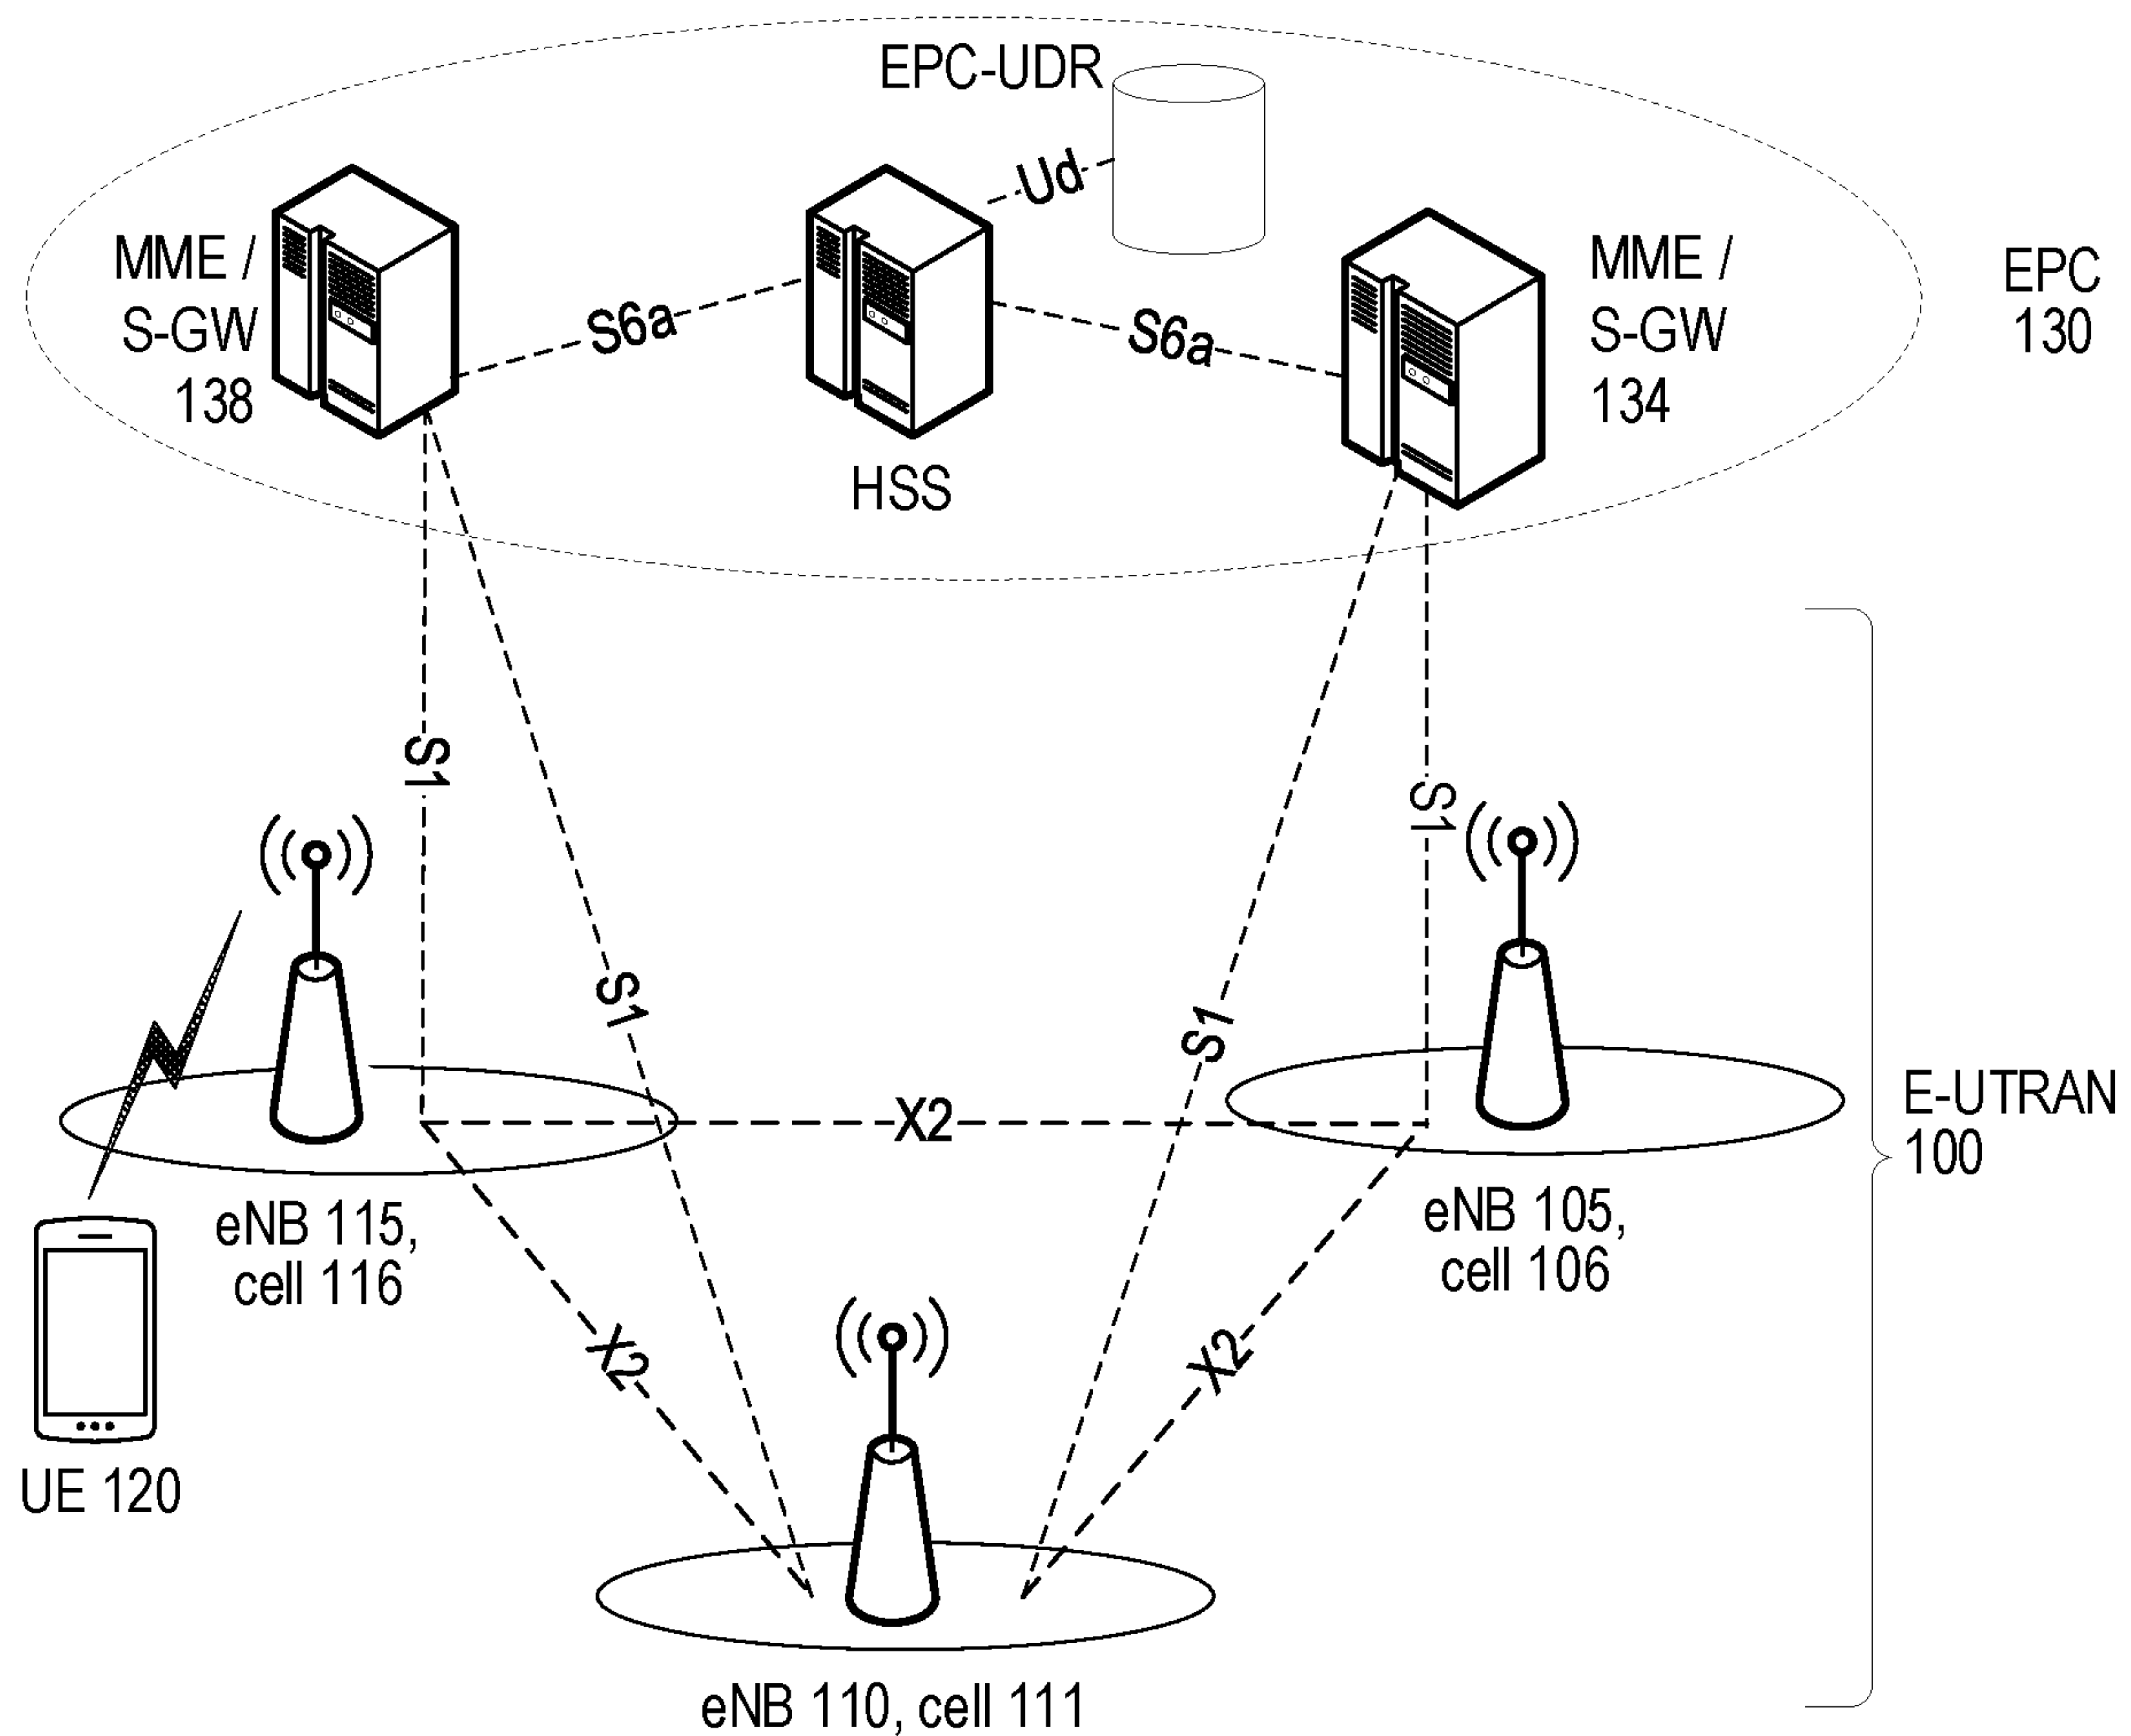 EPC-UDR
Ud
MME /
S-GW
138
MME /
S-GW
134
EPC
130
S6a
S6a
HSS
S1
S1
S1
S1
X2
E-UTRAN
100
eNB 115,
cell 116
eNB 105,
cell 106
X2
X2
UE 120
eNB 110, cell 111